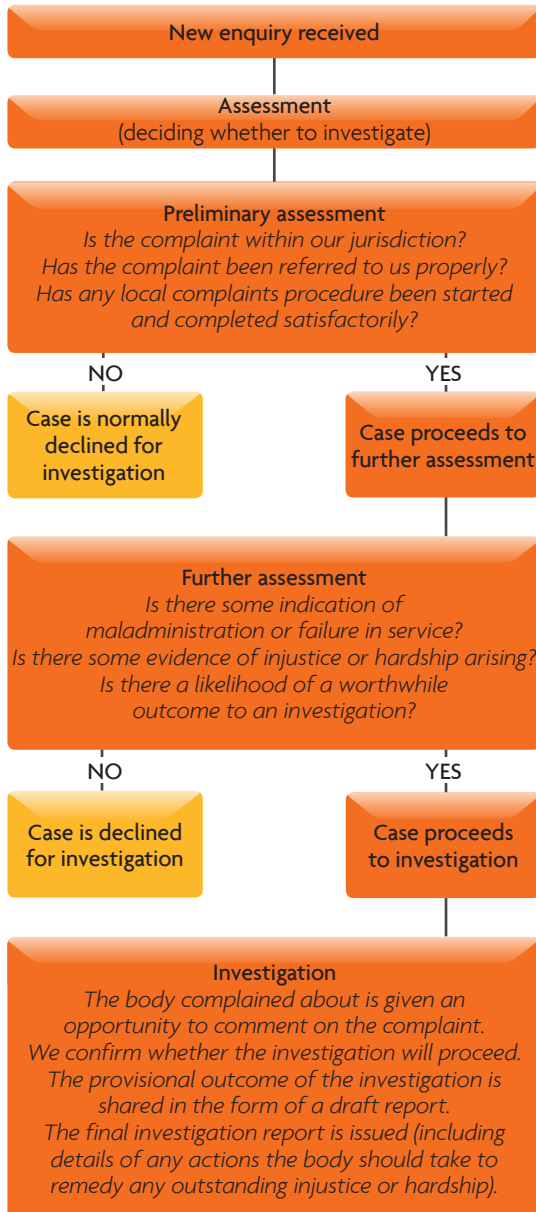 New enquiry received
Assessment
(deciding whether to investigate)
Preliminary assessment
Is the complaint within our jurisdiction?
Has the complaint been referred to us properly?
Has any local complaints procedure been started
and completed satisfactorily?
NO
YES
Case is normally
declined for
investigation
Case proceeds to
further assessment
Further assessment
Is there some indication of
maladministration or failure in service?
Is there some evidence of injustice or hardship arising?
Is there a likelihood of a worthwhile
outcome to an investigation?
NO
YES
Case is declined
for investigation
Case proceeds
to investigation
Investigation
The body complained about is given an
opportunity to comment on the complaint.
We confirm whether the investigation will proceed.
The provisional outcome of the investigation is
shared in the form of a draft report.
The final investigation report is issued (including
details of any actions the body should take to
remedy any outstanding injustice or hardship).